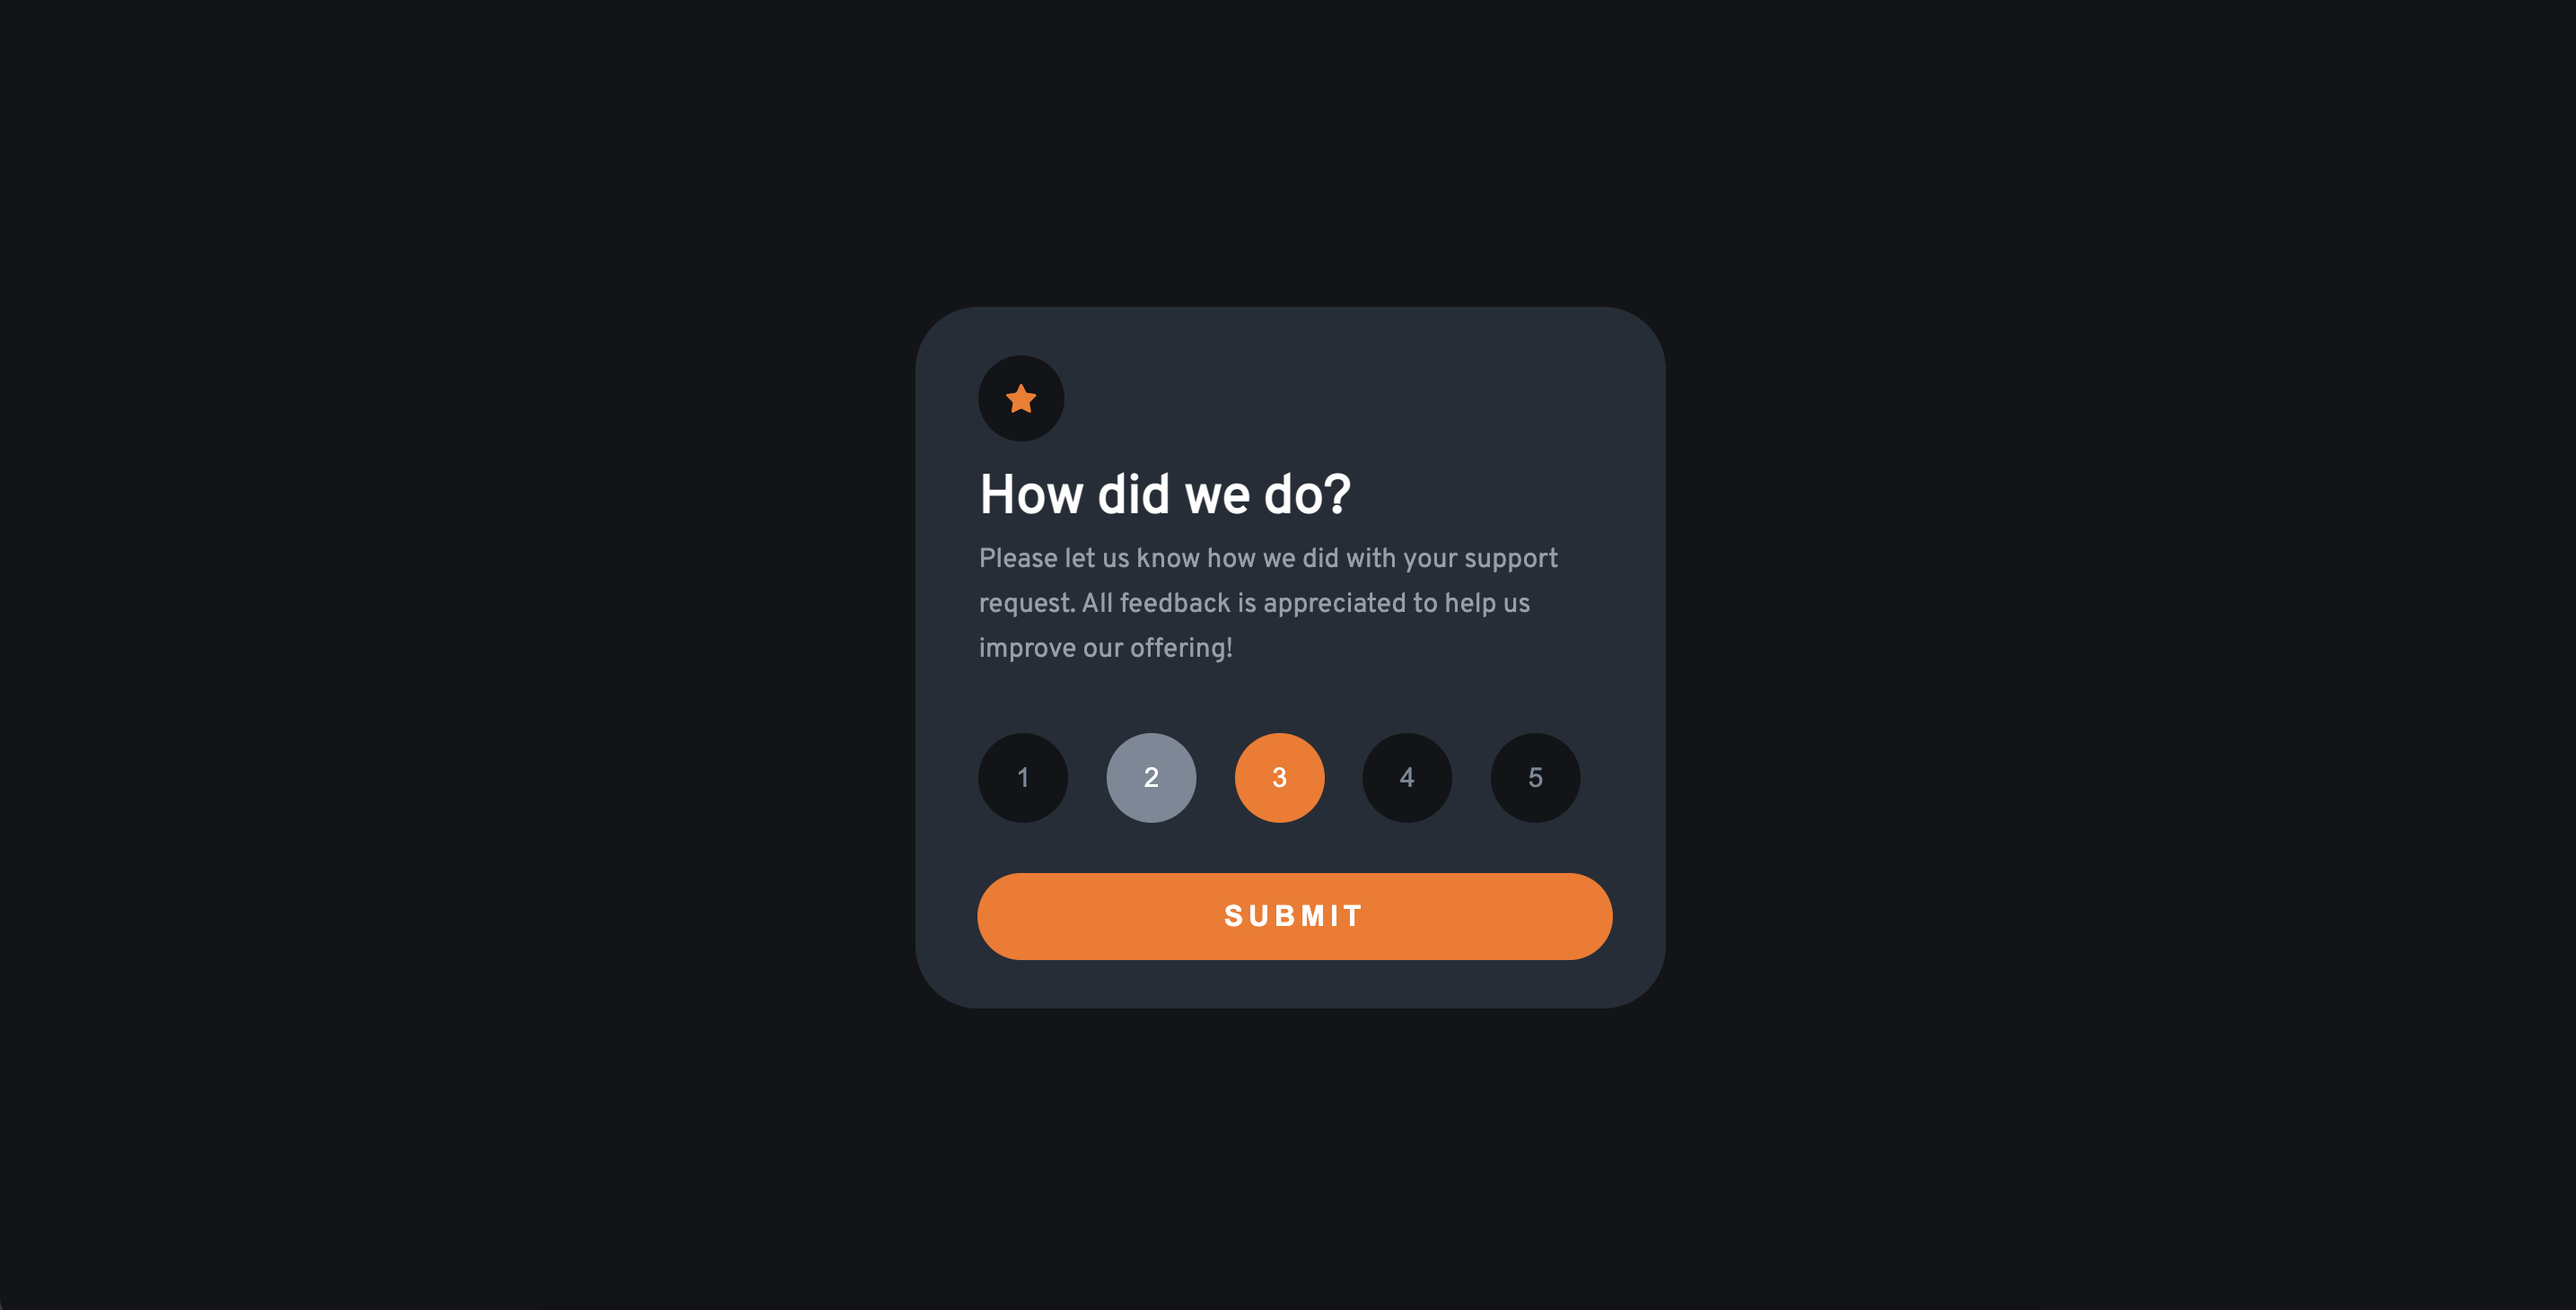 How did we do?
Please let us know how we did with your support
request. All feedback is appreciated to help us
improve our offering!
1 2 3 4 5
SUBMIT